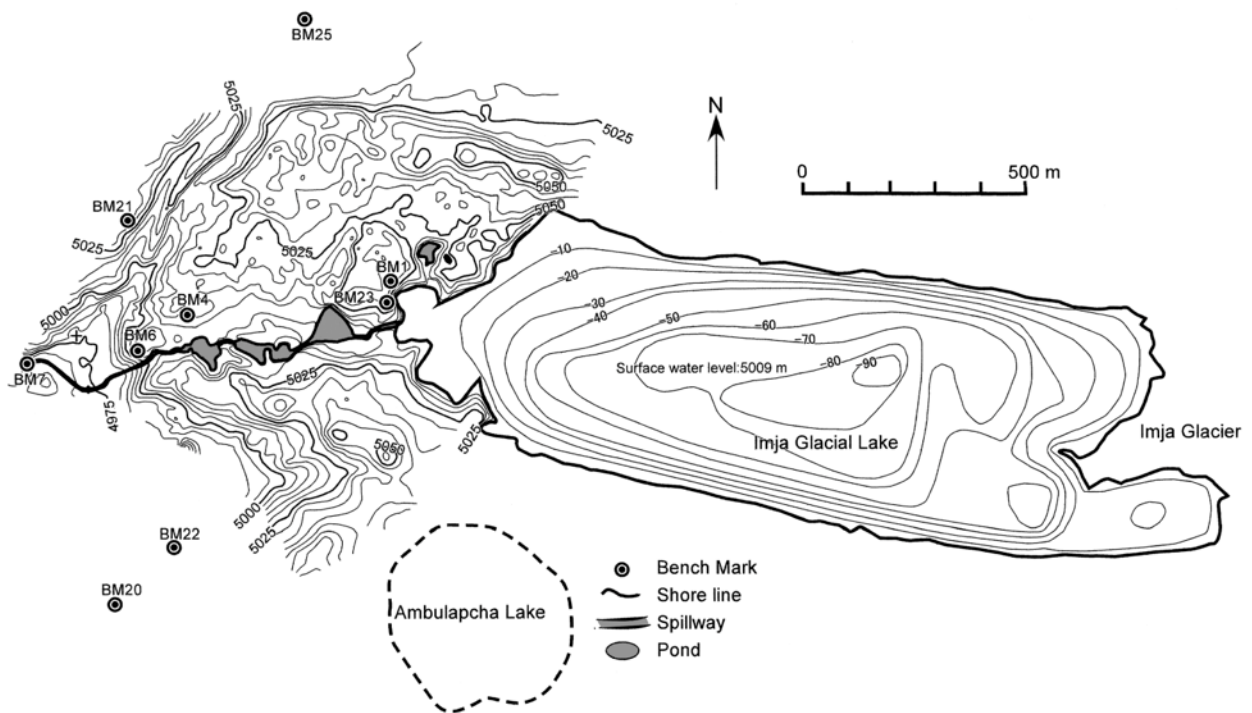 BM25
5025
5025
N
0 500 m
5050
BM21
5050
5025
5025
-10
BM1
-20
BM23
-30
BM4
-40
-50
-60
5000
-70
BM6
-80
-90
Surface water level:5009 m
BM7
5025
4975
5025
Imja Glacial Lake
Imja Glacier
5050
5000
5025
BM22
Bench Mark
Shore line
BM20
Ambulapcha Lake
Spillway
Pond